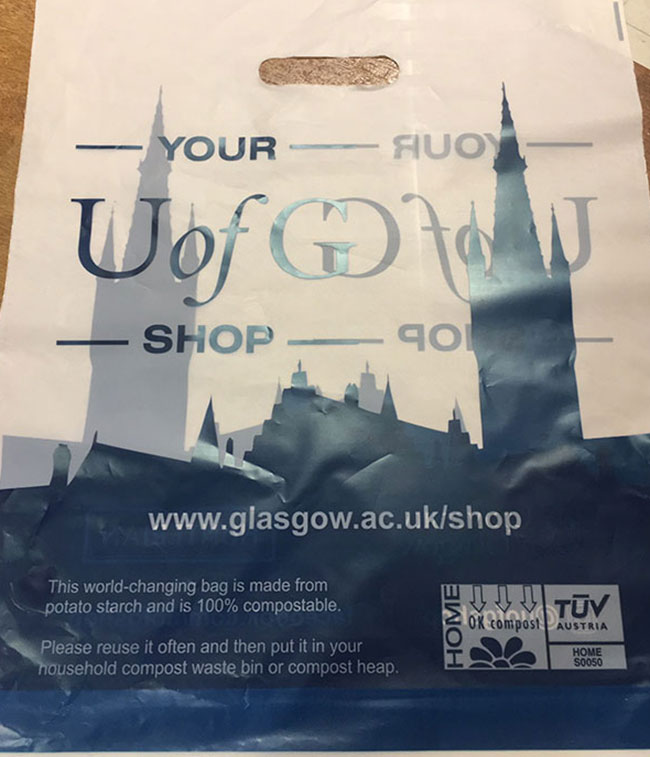 YOUR
UofG
SHOP
www.glasgow.ac.uk/shop
This world-changing bag is made from
potato starch and is 100% compostable.
Please reuse it often and then put it in your
household compost waste bin or compost heap.
HOME
OK compost
TÜV
AUSTRIA
HOME
S0050